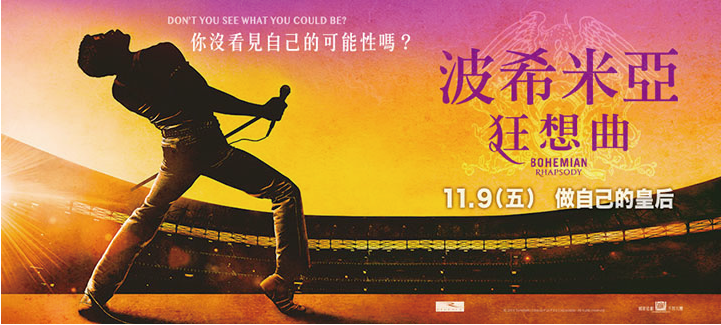 DON'T YOU SEE WHAT YOU COULD BE?
你沒看見自己的可能性嗎？
波希米亞
狂想曲
BOHEMIAN
RHAPSODY
11.9(五) 做自己的皇后